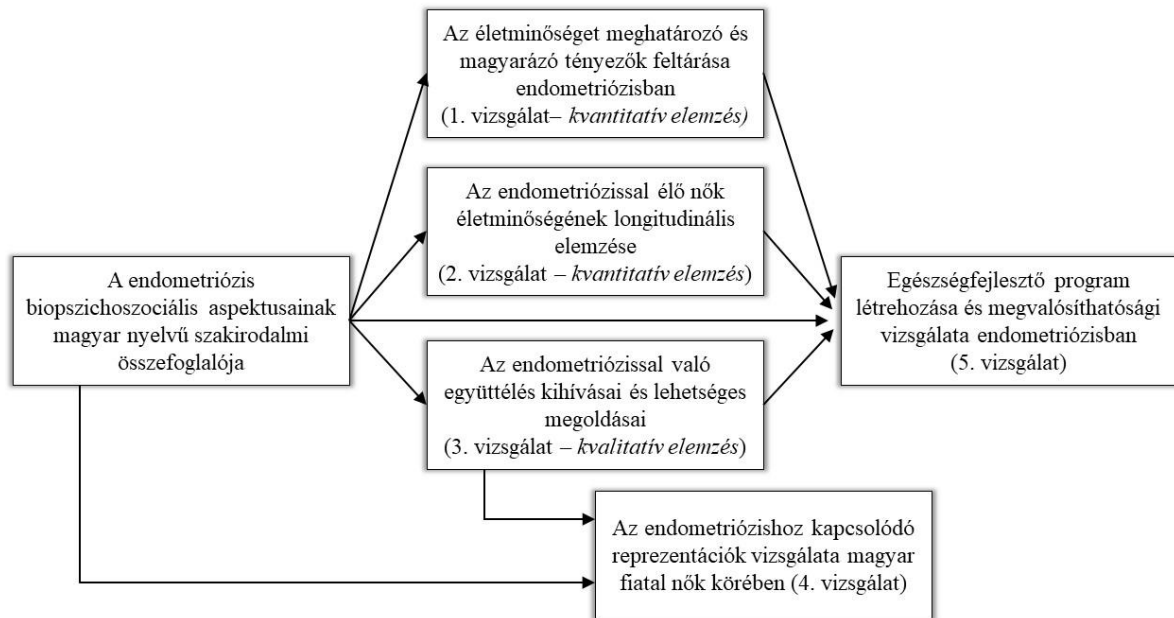 Az életminőséget meghatározó és
magyarázó tényezők feltárása
endometriózisban
(1. vizsgálat– kvantitatív elemzés)
Az endometriózissal élő nők
életminőségének longitudinális
elemzése
(2. vizsgálat – kvantitatív elemzés)
A endometriózis
biopszichoszociális aspektusainak
magyar nyelvű szakirodalmi
összefoglalója
Egészségfejlesztő program
létrehozása és megvalósíthatósági
vizsgálata endometriózisban
(5. vizsgálat)
Az endometriózissal való
együttélés kihívásai és lehetséges
megoldásai
(3. vizsgálat – kvalitatív elemzés)
Az endometriózishoz kapcsolódó
reprezentációk vizsgálata magyar
fiatal nők körében (4. vizsgálat)